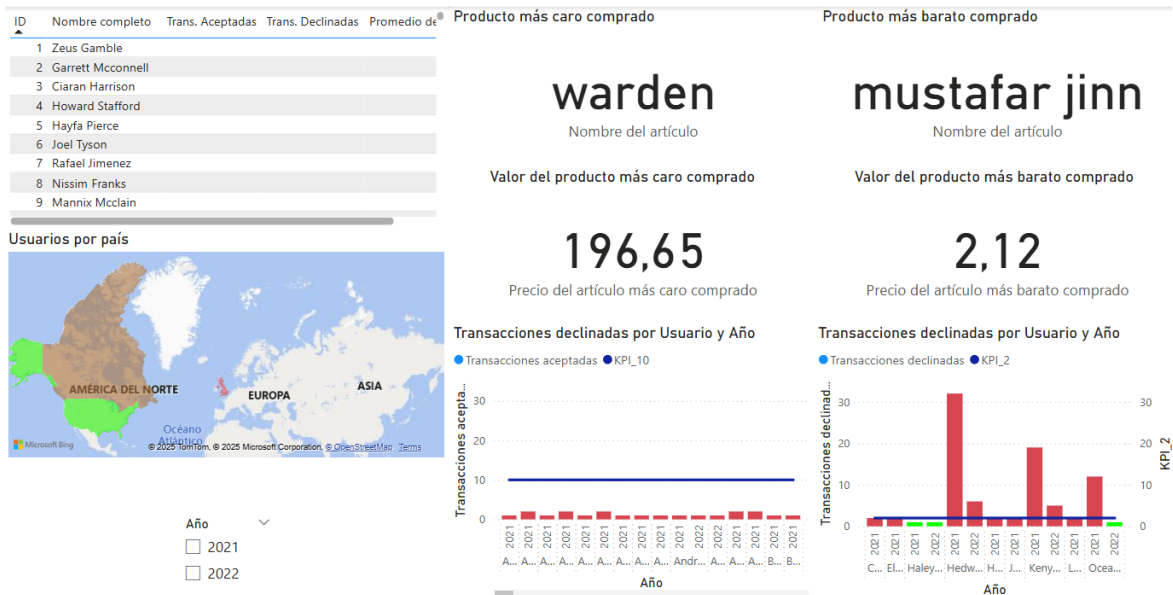 ID Nombre completo Trans. Aceptadas Trans. Declinadas Promedio de
1 Zeus Gamble
2 Garrett Mcconnell
3 Ciaran Harrison
4 Howard Stafford
5 Hayfa Pierce
6 Joel Tyson
7 Rafael Jimenez
8 Nissim Franks
9 Mannix Mcclain
Usuarios por país
AMÉRICA DEL NORTE
EUROPA
ASIA
Océano
Atlántico
Microsoft Bing
© 2025 TomTom, © 2025 Microsoft Corporation, © OpenStreetMap Terms
Año
2021
2022
Producto más caro comprado
warden
Nombre del artículo
Valor del producto más caro comprado
196,65
Precio del artículo más caro comprado
Producto más barato comprado
mustafar jinn
Nombre del artículo
Valor del producto más barato comprado
2,12
Precio del artículo más barato comprado
Transacciones declinadas por Usuario y Año
Transacciones aceptadas KPI_10
Transacciones acepta...
30
20
10
0
2021 2021 2021 2021 2021 2021 2021 2021 2021 2022 2022 2021 2021 2021 2021
A... A... A... A... A... A... A... A... Andr... A... A... B... B...
Año
Transacciones declinadas por Usuario y Año
Transacciones declinadas KPI_2
Transacciones declinad...
30 30
20 20
10 10
0 0
KPI_2
2021 2021 2021 2022 2021 2022 2021 2021 2021 2022 2021 2021 2022
C... El... Haley... Hedw... H... J... Keny... L... Ocea...
Año